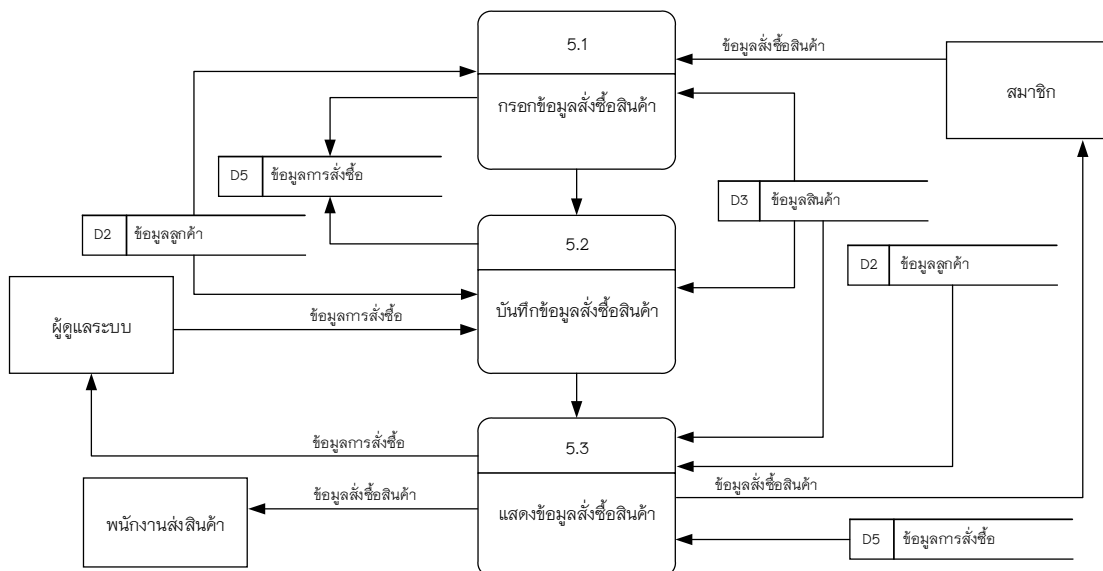 5.1
ข้อมูลสั่งซื้อสินค้า
กรอกข้อมูลสั่งซื้อสินค้า
สมาชิก
D5 ข้อมูลการสั่งซื้อ
D3 ข้อมูลสินค้า
D2 ข้อมูลลูกค้า
5.2
D2 ข้อมูลลูกค้า
บันทึกข้อมูลสั่งซื้อสินค้า
ผู้ดูแลระบบ
ข้อมูลการสั่งซื้อ
ข้อมูลการสั่งซื้อ
5.3
ข้อมูลสั่งซื้อสินค้า
ข้อมูลสั่งซื้อสินค้า
พนักงานส่งสินค้า
แสดงข้อมูลสั่งซื้อสินค้า
D5 ข้อมูลการสั่งซื้อ